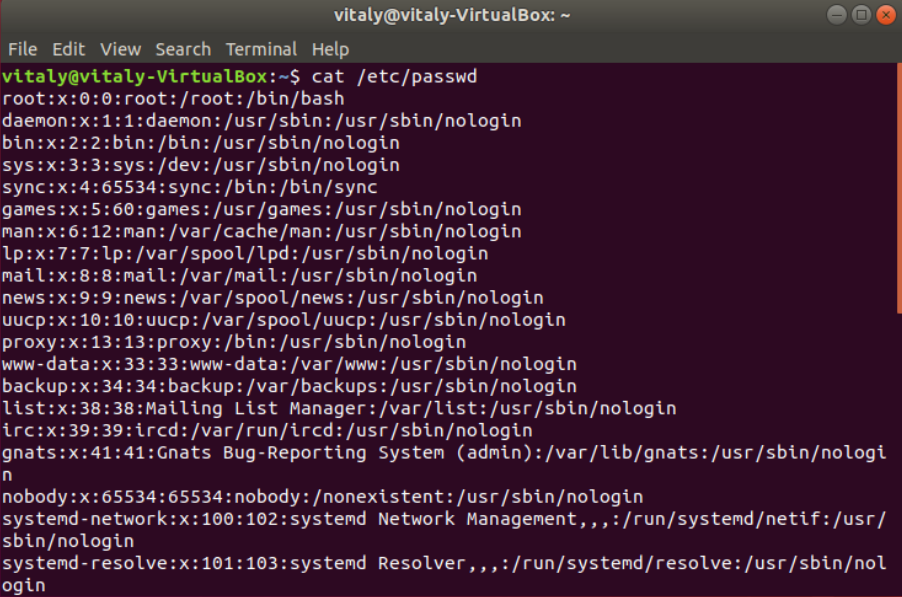 vitaly@vitaly-VirtualBox: ~
File Edit View Search Terminal Help
vitaly@vitaly-VirtualBox:~$ cat /etc/passwd
root:x:0:0:root:/root:/bin/bash
daemon:x:1:1:daemon:/usr/sbin:/usr/sbin/nologin
bin:x:2:2:bin:/bin:/usr/sbin/nologin
sys:x:3:3:sys:/dev:/usr/sbin/nologin
sync:x:4:65534:sync:/bin:/bin/sync
games:x:5:60:games:/usr/games:/usr/sbin/nologin
man:x:6:12:man:/var/cache/man:/usr/sbin/nologin
lp:x:7:7:lp:/var/spool/lpd:/usr/sbin/nologin
mail:x:8:8:mail:/var/mail:/usr/sbin/nologin
news:x:9:9:news:/var/spool/news:/usr/sbin/nologin
uucp:x:10:10:uucp:/var/spool/uucp:/usr/sbin/nologin
proxy:x:13:13:proxy:/bin:/usr/sbin/nologin
www-data:x:33:33:www-data:/var/www:/usr/sbin/nologin
backup:x:34:34:backup:/var/backups:/usr/sbin/nologin
list:x:38:38:Mailing List Manager:/var/list:/usr/sbin/nologin
irc:x:39:39:ircd:/var/run/ircd:/usr/sbin/nologin
gnats:x:41:41:Gnats Bug-Reporting System (admin):/var/lib/gnats:/usr/sbin/nologi
n
nobody:x:65534:65534:nobody:/nonexistent:/usr/sbin/nologin
systemd-network:x:100:102:systemd Network Management,,,:/run/systemd/netif:/usr/
sbin/nologin
systemd-resolve:x:101:103:systemd Resolver,,,:/run/systemd/resolve:/usr/sbin/nol
ogin